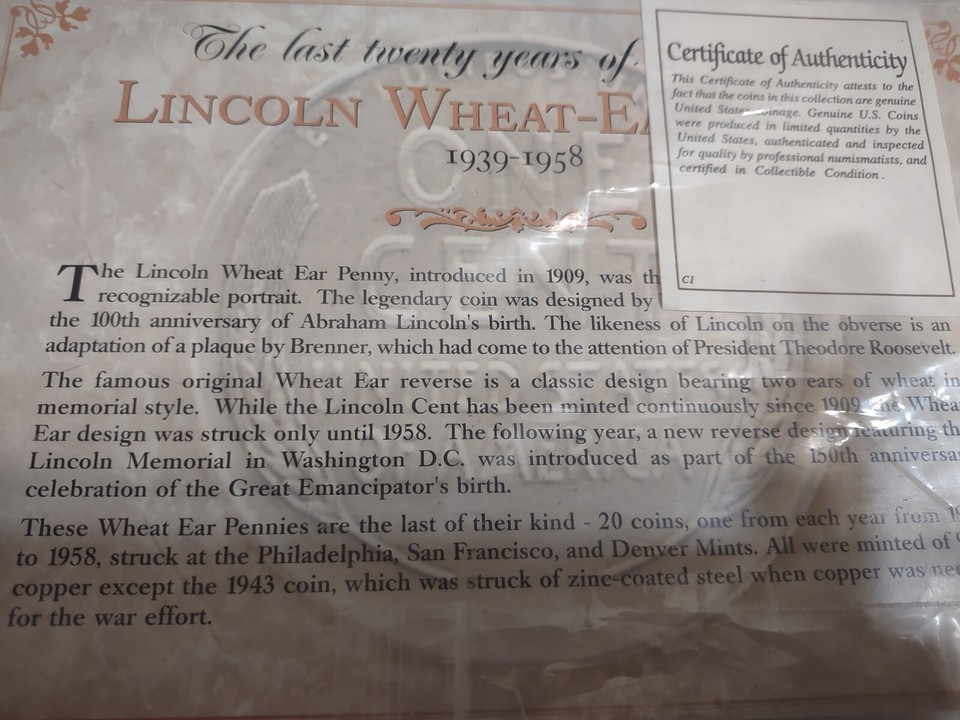 The last twenty years of
LINCOLN WHEAT-EA
1939-1958
The Lincoln Wheat Ear Penny, introduced in 1909, was th
recognizable portrait. The legendary coin was designed by
the 100th anniversary of Abraham Lincoln's birth. The likeness of Lincoln on the obverse is an
adaptation of a plaque by Brenner, which had come to the attention of President Theodore Roosevelt.
The famous original Wheat Ear reverse is a classic design bearing two ears of wheat in
memorial style. While the Lincoln Cent has been minted continuously since 1909, the Whea
Ear design was struck only until 1958. The following year, a new reverse design featuring th
Lincoln Memorial in Washington D.C. was introduced as part of the 150th anniversa
celebration of the Great Emancipator's birth.
These Wheat Ear Pennies are the last of their kind - 20 coins, one from each year from 19
to 1958, struck at the Philadelphia, San Francisco, and Denver Mints. All were minted of
copper except the 1943 coin, which was struck of zinc-coated steel when copper was nee
for the war effort.
Certificate of Authenticity
This Certificate of Authenticity attests to the
fact that the coins in this collection are genuine
United States coinage. Genuine U.S. Coins
were produced in limited quantities by the
United States, authenticated and inspected
for quality by professional numismatists, and
certified in Collectible Condition.
C1
ONE
CENT